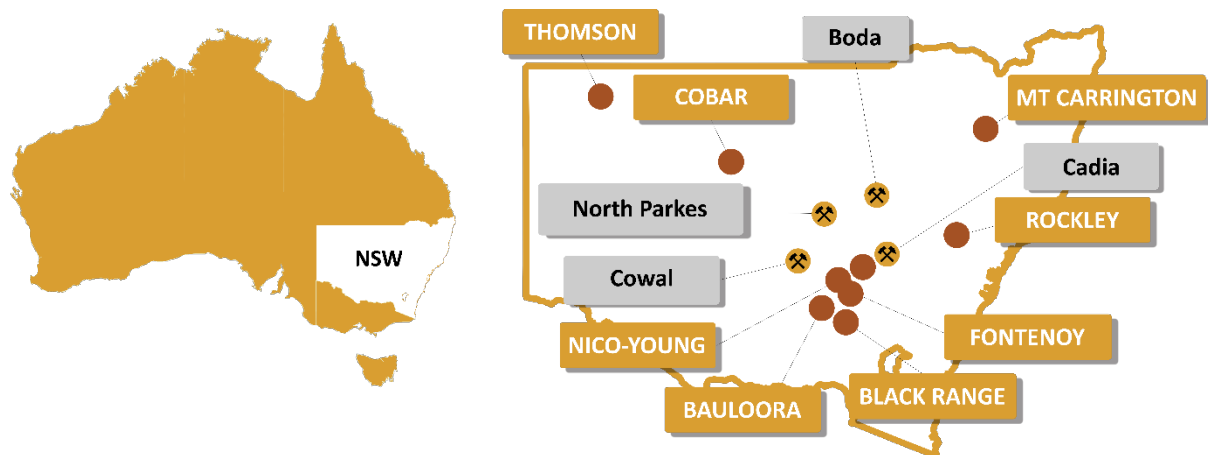 THOMSON
Boda
COBAR
MT CARRINGTON
Cadia
North Parkes
ROCKLEY
NSW
Cowal
NICO-YOUNG
FONTENOY
BLACK RANGE
BAULOORA